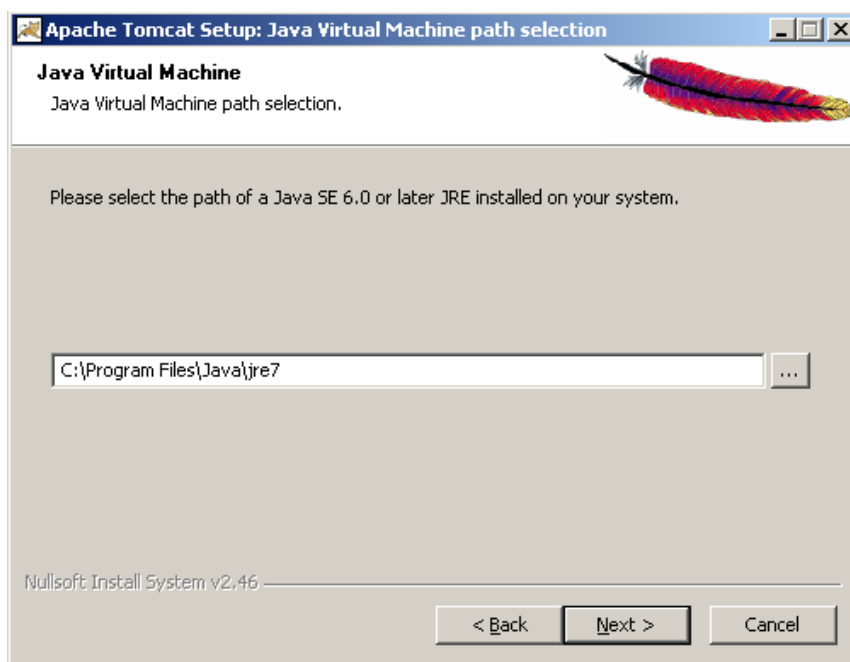 Apache Tomcat Setup: Java Virtual Machine path selection
Java Virtual Machine
Java Virtual Machine path selection.
Please select the path of a Java SE 6.0 or later JRE installed on your system.
C:\Program Files\Java\jre7
...
Nullsoft Install System v2.46
< Back
Next >
Cancel